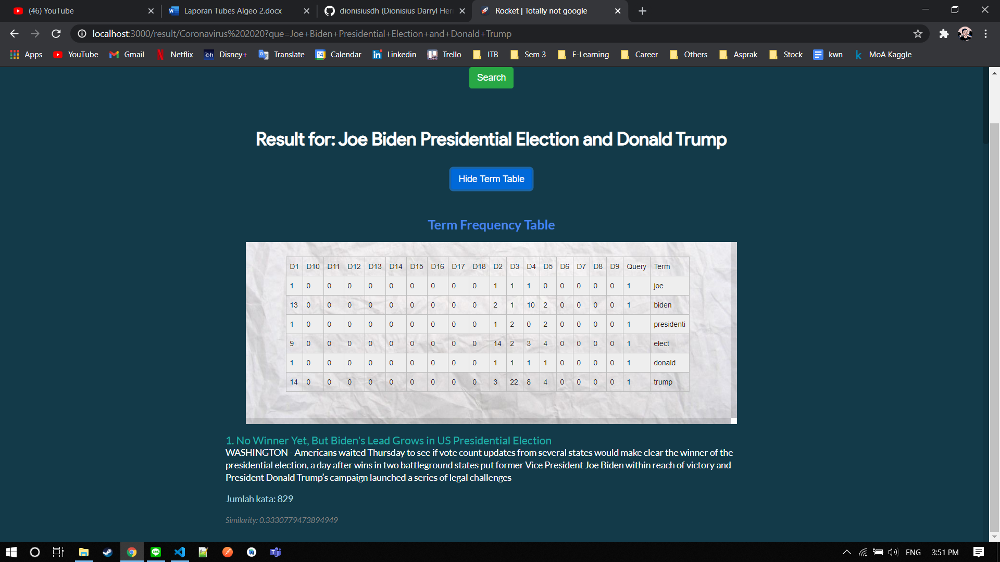 (46) YouTube
Laporan Tubes Algeo 2.docx
dionisiusdh (Dionisius Darryl Her
Rocket | Totally not google
localhost:3000/result/Coronavirus%202020?que=Joe+Biden+Presidential+Election+and+Donald+Trump
Apps YouTube Gmail Netflix Disney+ Translate Calendar Linkedin Trello ITB Sem 3 E-Learning Career Others Asprak Stock kwn MoA Kaggle
Search
Result for: Joe Biden Presidential Election and Donald Trump
Hide Term Table
Term Frequency Table
D1 D10 D11 D12 D13 D14 D15 D16 D17 D18 D2 D3 D4 D5 D6 D7 D8 D9 Query Term
1 0 0 0 0 0 0 0 0 0 1 1 1 0 0 0 0 0 1 joe
13 0 0 0 0 0 0 0 0 0 2 1 10 2 0 0 0 0 1 biden
1 0 0 0 0 0 0 0 0 0 1 2 0 2 0 0 0 0 1 presidenti
9 0 0 0 0 0 0 0 0 0 14 2 3 4 0 0 0 0 1 elect
1 0 0 0 0 0 0 0 0 0 1 1 1 1 0 0 0 0 1 donald
14 0 0 0 0 0 0 0 0 0 3 22 8 4 0 0 0 0 1 trump
1. No Winner Yet, But Biden's Lead Grows in US Presidential Election
WASHINGTON - Americans waited Thursday to see if vote count updates from several states would make clear the winner of the
presidential election, a day after wins in two battleground states put former Vice President Joe Biden within reach of victory and
President Donald Trump’s campaign launched a series of legal challenges
Jumlah kata: 829
Similarity: 0.3330779473894949
ENG 3:51 PM